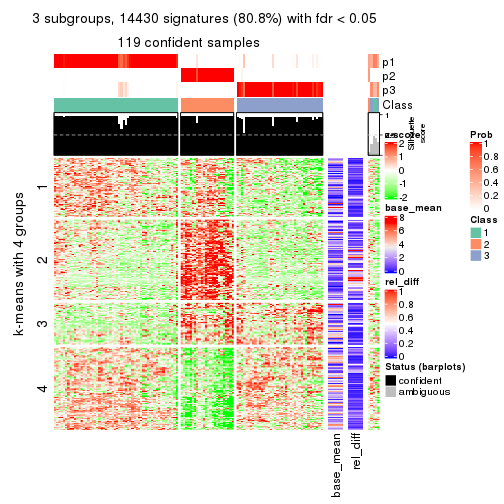 3 subgroups, 14430 signatures (80.8%) with fdr < 0.05
119 confident samples
p1
p2
p3
Class
1
Silhouette
score
k-means with 4 groups
1
2
3
4
base_mean
rel_diff
z-score
2
1
0
-1
-2
base_mean
8
6
4
2
0
rel_diff
1
0.8
0.6
0.4
0.2
0
Status (barplots)
confident
ambiguous
Prob
1
0.8
0.6
0.4
0.2
0
Class
1
2
3